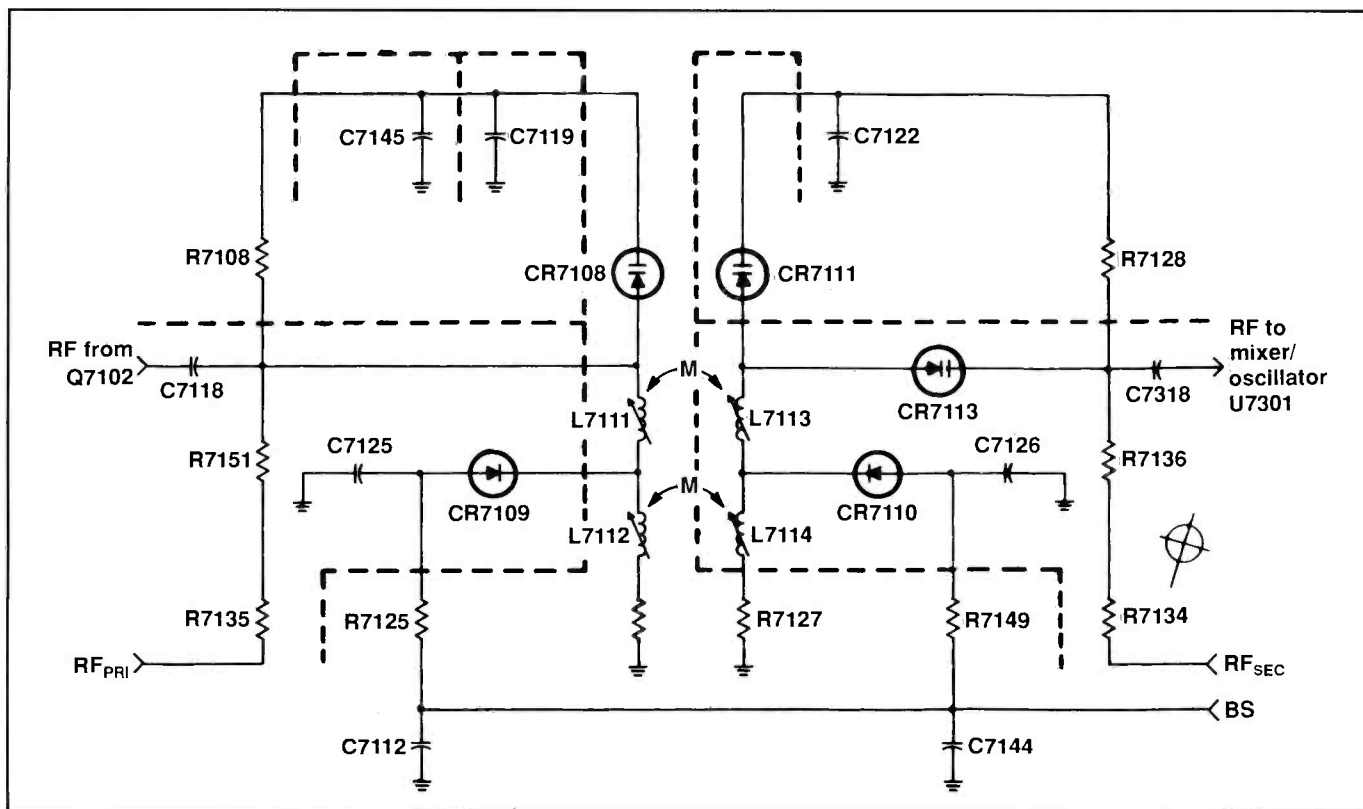 C7145
C7119
C7122
R7108
CR7108
CR7111
R7128
RF from
Q7102
C7118
M
RF to
mixer/
oscillator
U7301
C7318
CR7113
L7111
L7113
R7151
C7125
C7126
R7136
CR7109
M
CR7110
L7112
L7114
R7135
R7125
R7127
R7149
R7134
RFPRI
RFSEC
BS
C7112
C7144